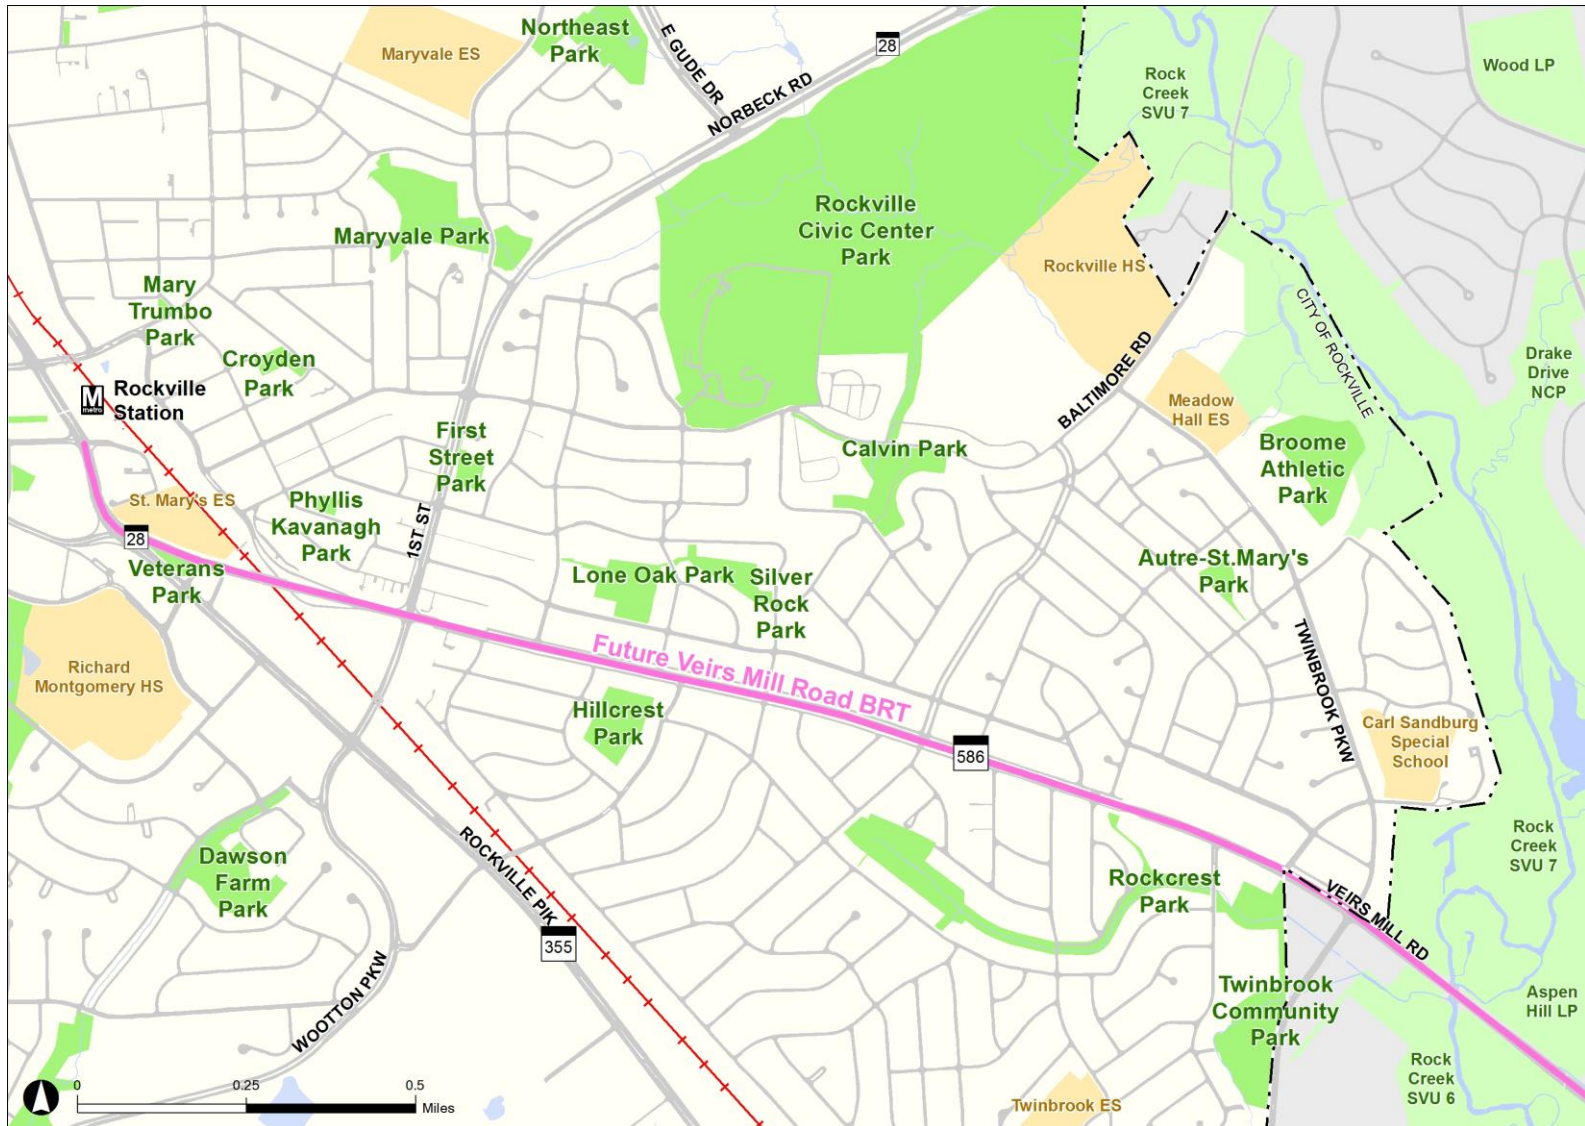 Northeast
Park
Maryvale ES
E GUDE DR
28
NORBECK RD
Rock
Creek
SVU 7
Wood LP
Rockville
Civic Center
Park
Maryvale Park
Rockville HS
Mary
Trumbo
Park
CITY OF ROCKVILLE
Croyden
Park
M
metro
Rockville
Station
BALTIMORE RD
Drake
Drive
NCP
Meadow
Hall ES
First
Street
Park
Calvin Park
Broome
Athletic
Park
St. Mary's ES
Phyllis
Kavanagh
Park
1ST ST
28
Veterans
Park
Lone Oak Park
Silver
Rock
Park
Autre-St.Mary's
Park
Future Veirs Mill Road BRT
TWINBROOK PKW
Richard
Montgomery HS
Hillcrest
Park
586
Carl Sandburg
Special
School
ROCKVILLE PIK
Dawson
Farm
Park
355
Rockcrest
Park
Rock
Creek
SVU 7
VEIRS MILL RD
WOOTTON PKW
Twinbrook
Community
Park
Aspen
Hill LP
Rock
Creek
SVU 6
Twinbrook ES
0
0.25
0.5
Miles